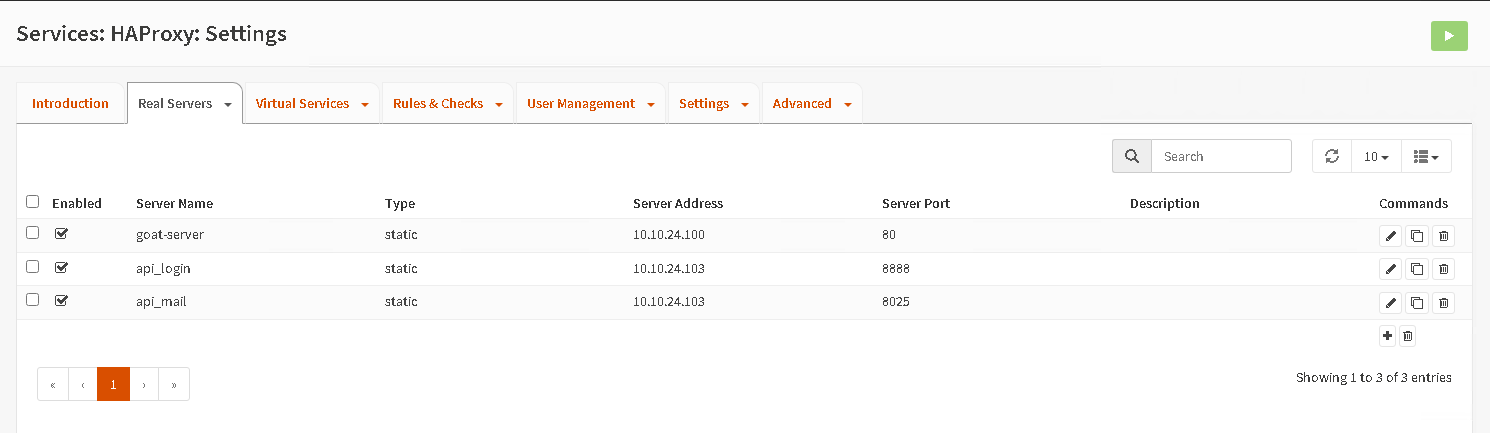 Services: HAProxy: Settings
Introduction Real Servers Virtual Services Rules & Checks User Management Settings Advanced
Search 10
Enabled Server Name Type Server Address Server Port Description Commands
goat-server static 10.10.24.100 80
api_login static 10.10.24.103 8888
api_mail static 10.10.24.103 8025
« ‹ 1 › » Showing 1 to 3 of 3 entries